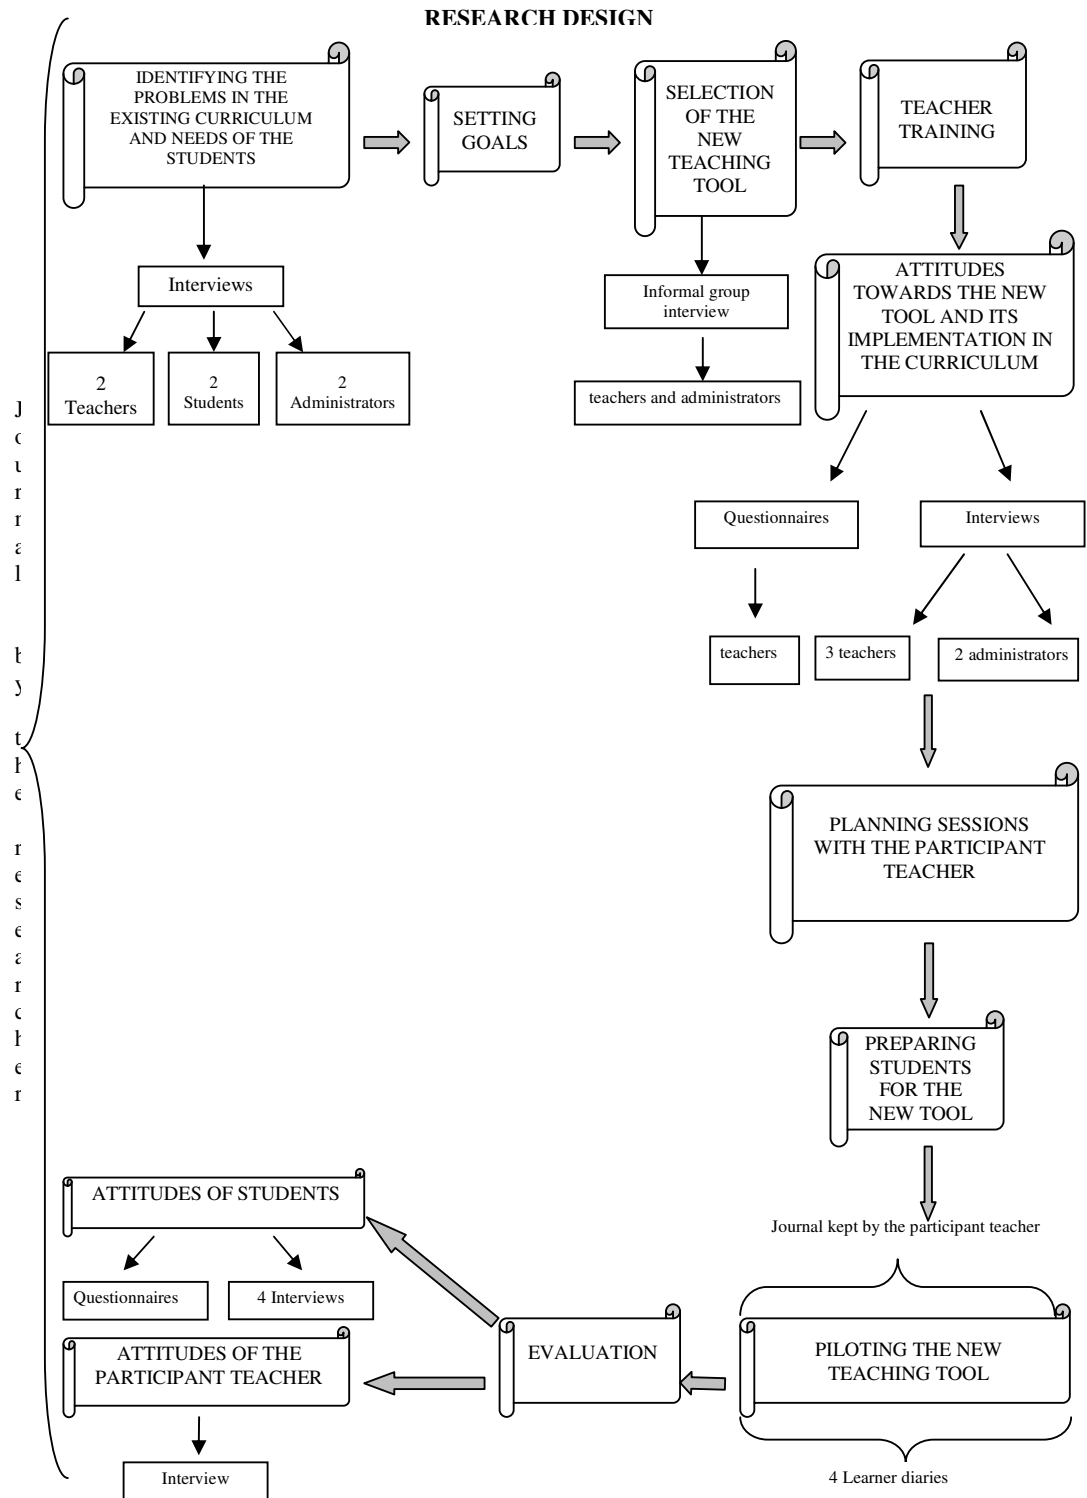 RESEARCH DESIGN
IDENTIFYING THE
PROBLEMS IN THE
EXISTING CURRICULUM
AND NEEDS OF THE
STUDENTS
SETTING
GOALS
SELECTION
OF THE
NEW
TEACHING
TOOL
TEACHER
TRAINING
Interviews
2
Teachers
2
Students
2
Administrators
Informal group
interview
teachers and administrators
ATTITUDES
TOWARDS THE NEW
TOOL AND ITS
IMPLEMENTATION IN
THE CURRICULUM
Questionnaires
Interviews
teachers
3 teachers
2 administrators
PLANNING SESSIONS
WITH THE PARTICIPANT
TEACHER
PREPARING
STUDENTS
FOR THE
NEW TOOL
Journal kept by the participant teacher
PILOTING THE NEW
TEACHING TOOL
4 Learner diaries
EVALUATION
ATTITUDES OF STUDENTS
Questionnaires
4 Interviews
ATTITUDES OF THE
PARTICIPANT TEACHER
Interview
Journal by the researcher